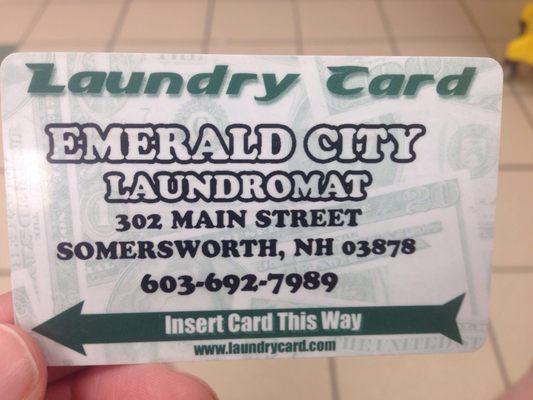 Laundry Card
EMERALD CITY
LAUNDROMAT
302 MAIN STREET
SOMERSWORTH, NH 03878
603-692-7989
Insert Card This Way
www.laundrycard.com